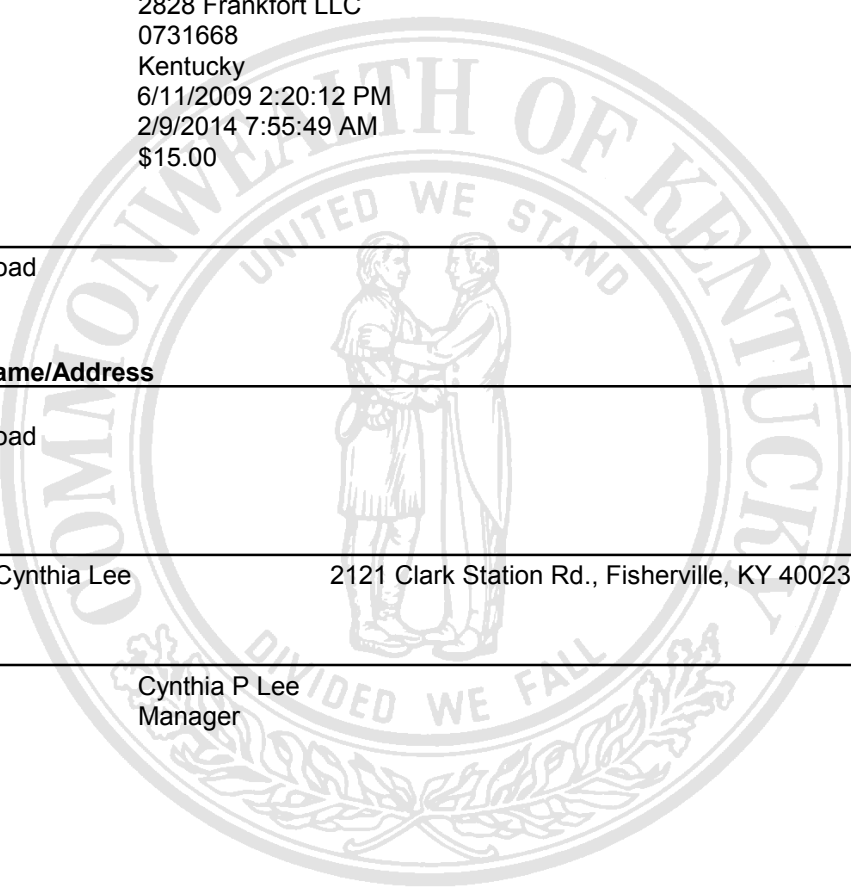 2828 Frankfort LLC
0731668
Kentucky
6/11/2009 2:20:12 PM
2/9/2014 7:55:49 AM
$15.00
COMMONWEALTH OF KENTUCKY
UNITED WE STAND
oad
ame/Address
oad
Cynthia Lee 2121 Clark Station Rd., Fisherville, KY 40023
DIVIDED WE FALL
Cynthia P Lee
Manager